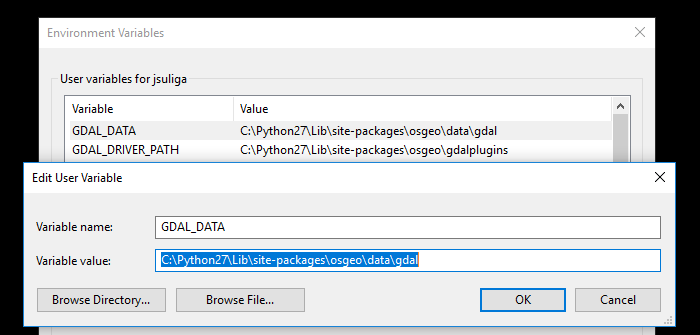 Environment Variables
User variables for jsuliga
Variable Value
GDAL_DATA C:\Python27\Lib\site-packages\osgeo\data\gdal
GDAL_DRIVER_PATH C:\Python27\Lib\site-packages\osgeo\gdalplugins
Edit User Variable
Variable name: GDAL_DATA
Variable value: C:\Python27\Lib\site-packages\osgeo\data\gdal
Browse Directory... Browse File... OK Cancel